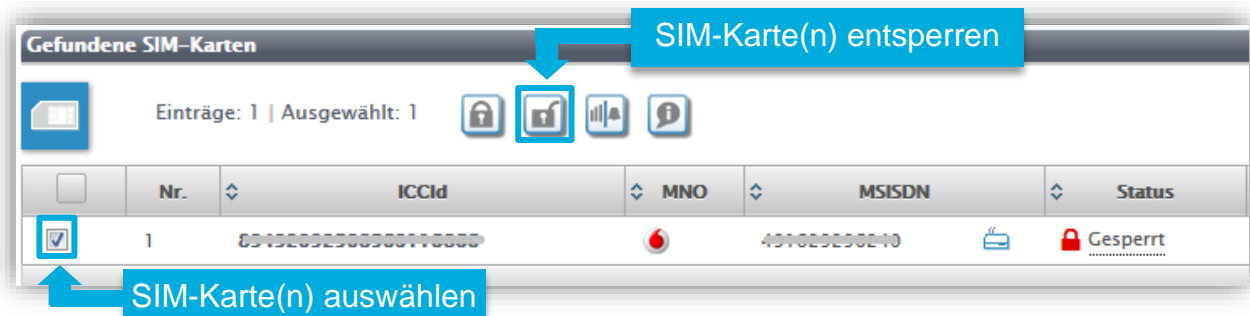 Gefundene SIM-Karten
SIM-Karte(n) entsperren
Einträge: 1 | Ausgewählt: 1
Nr. ICCId MNO MSISDN Status
1 Gesperrt
SIM-Karte(n) auswählen